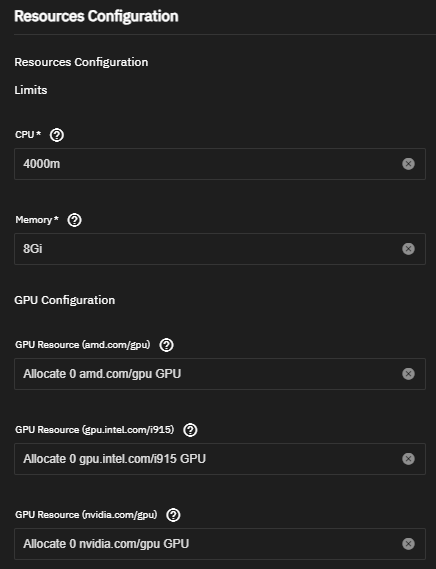 Resources Configuration
Resources Configuration
Limits
CPU *
4000m
Memory *
8Gi
GPU Configuration
GPU Resource (amd.com/gpu)
Allocate 0 amd.com/gpu GPU
GPU Resource (gpu.intel.com/i915)
Allocate 0 gpu.intel.com/i915 GPU
GPU Resource (nvidia.com/gpu)
Allocate 0 nvidia.com/gpu GPU